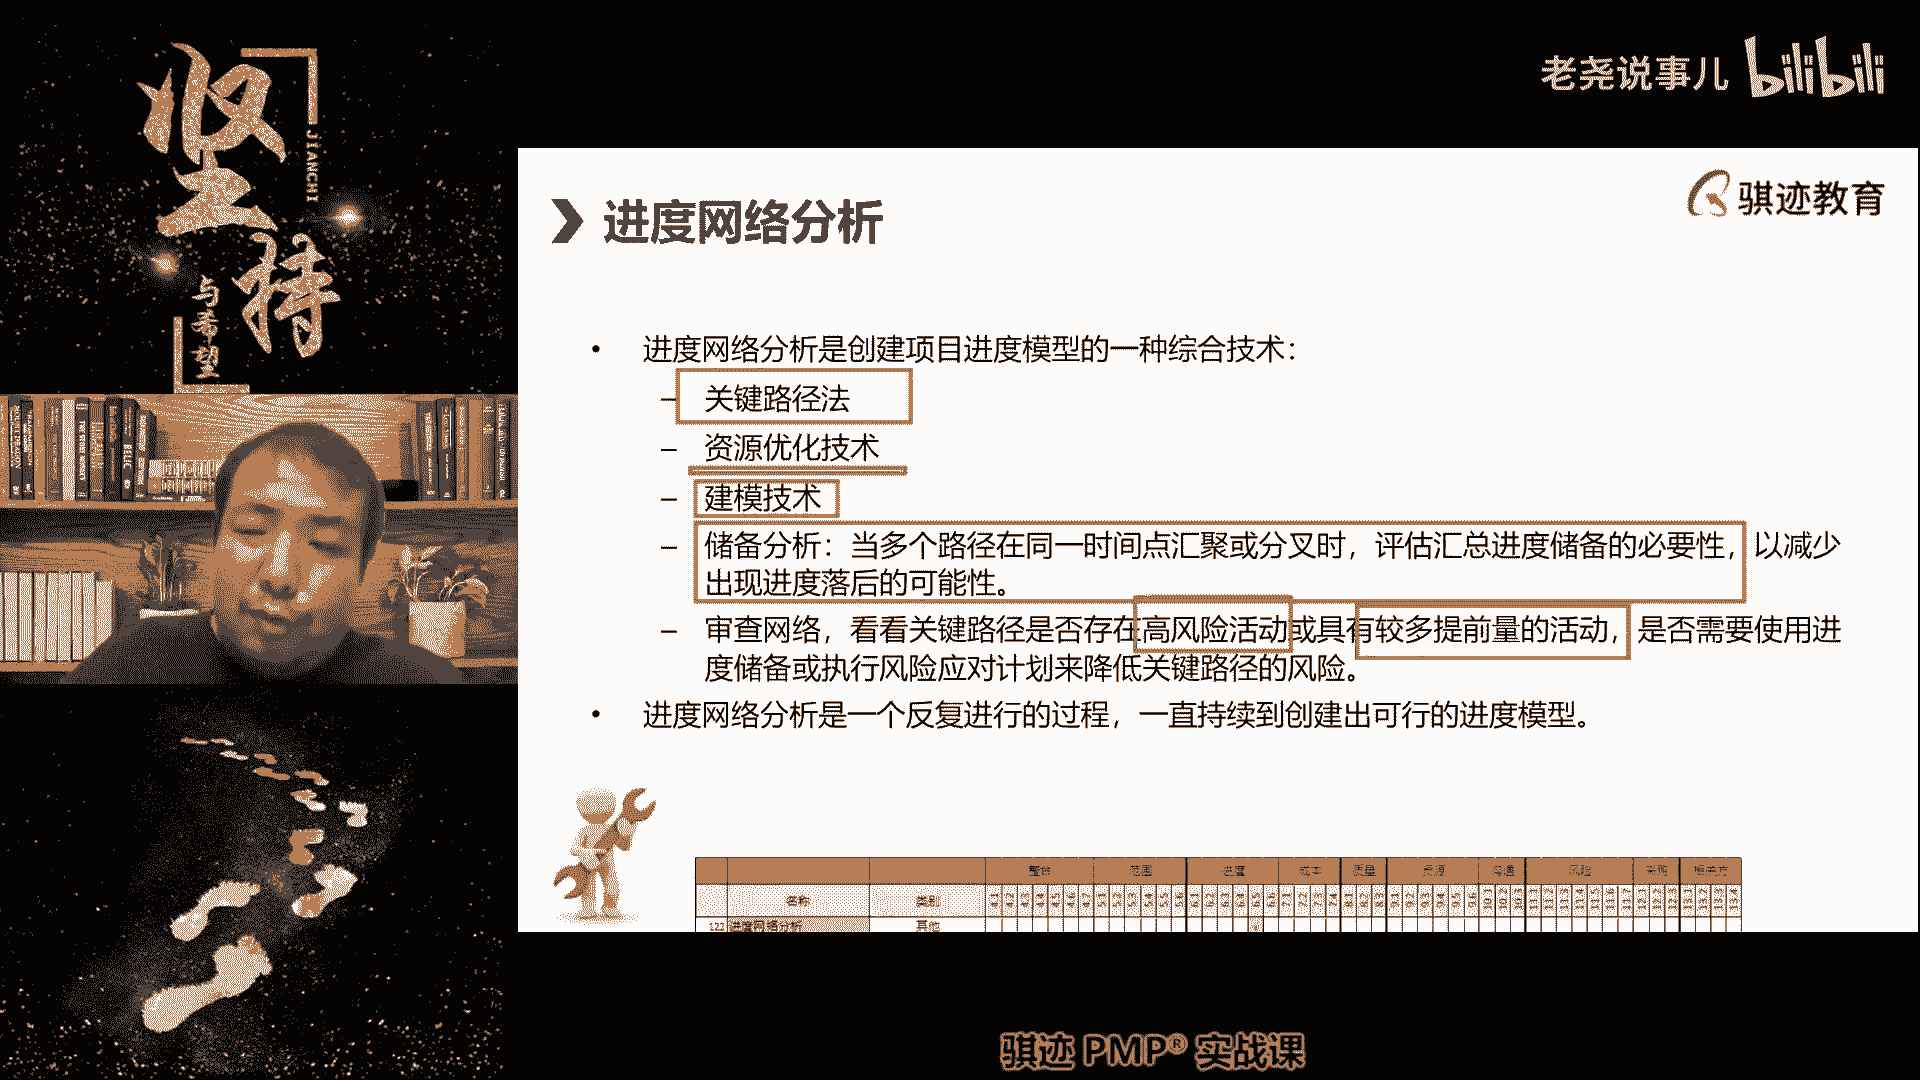 坚持
JIANCHI
与希望
老尧说事儿 bilibili
骐迹教育
进度网络分析
• 进度网络分析是创建项目进度模型的一种综合技术：
– 关键路径法
– 资源优化技术
– 建模技术
– 储备分析：当多个路径在同一时间点汇聚或分叉时，评估汇总进度储备的必要性，以减少
出现进度落后的可能性。
– 审查网络，看看关键路径是否存在高风险活动或具有较多提前量的活动，是否需要使用进
度储备或执行风险应对计划来降低关键路径的风险。
• 进度网络分析是一个反复进行的过程，一直持续到创建出可行的进度模型。
整合 范围 进度 成本 质量 资源 沟通 风险 采购 相关方
名称 类别
122 进度网络分析 其他
骐迹 PMP® 实战课